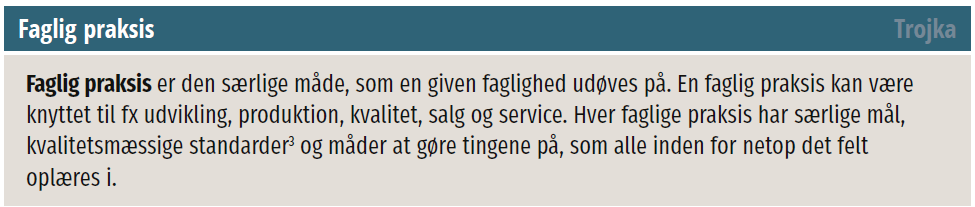 Faglig praksis Trojka
Faglig praksis er den særlige måde, som en given faglighed udøves på. En faglig praksis kan være
knyttet til fx udvikling, produktion, kvalitet, salg og service. Hver faglige praksis har særlige mål,
kvalitetsmæssige standarder³ og måder at gøre tingene på, som alle inden for netop det felt
oplæres i.